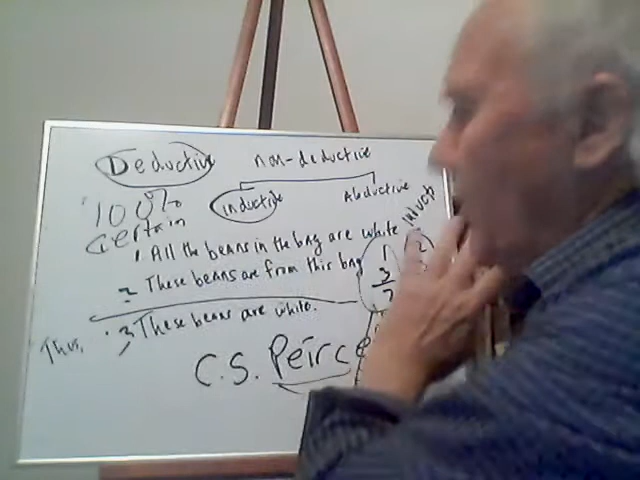 Deductive non-deductive
100% Certain
Inductive Abductive
1 All the beans in the bag are white
2 These beans are from this bag
Thus, 3 These beans are white.
C.S. Peirce
1
3
2